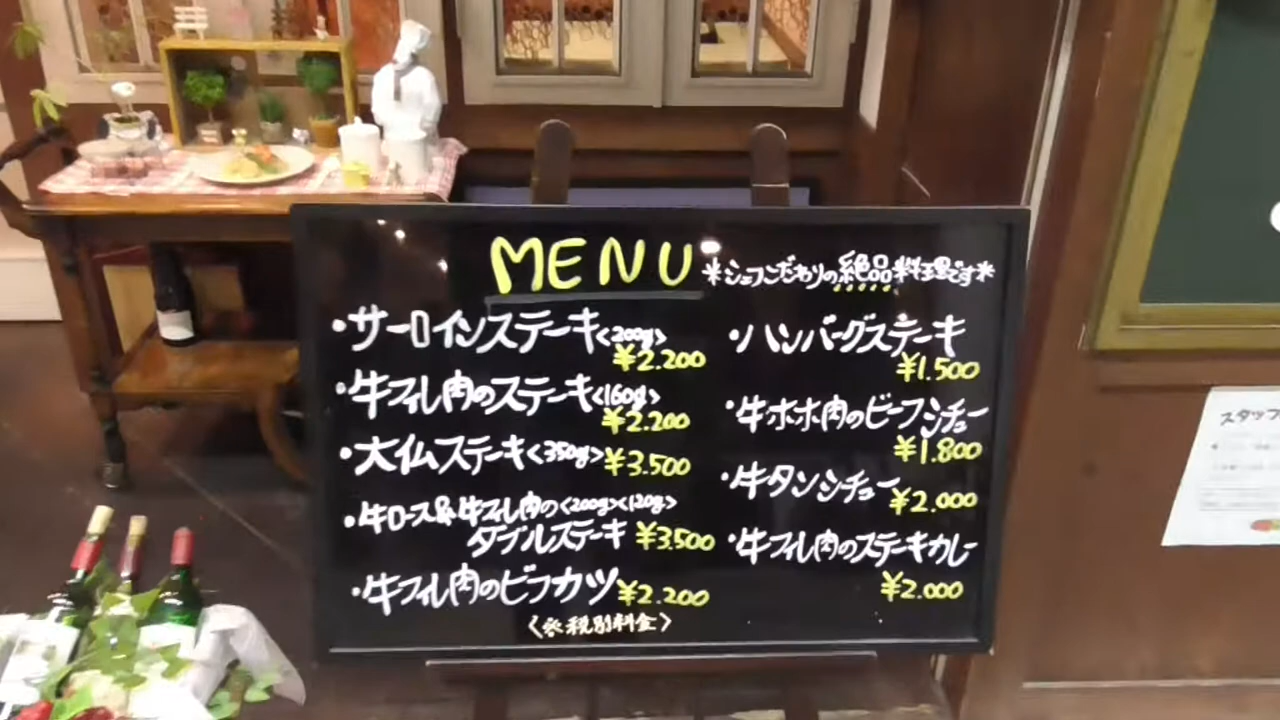 MENU
*シェフこだわりの絶品料理です*
・サーロインステーキ<200g>
¥2.200
・牛フィレ肉のステーキ<160g>
¥2.200
・大仏ステーキ<350g> ¥3.500
・牛ロース&牛フィレ肉の<200g><120g>
ダブルステーキ ¥3.500
・牛フィレ肉のビフカツ ¥2.200
<※税別料金>
・ハンバーグステーキ
¥1.500
・牛ホホ肉のビーフシチュー
¥1.800
・牛タンシチュー ¥2.000
・牛フィレ肉のステーキカレー
¥2.000
スタッフ